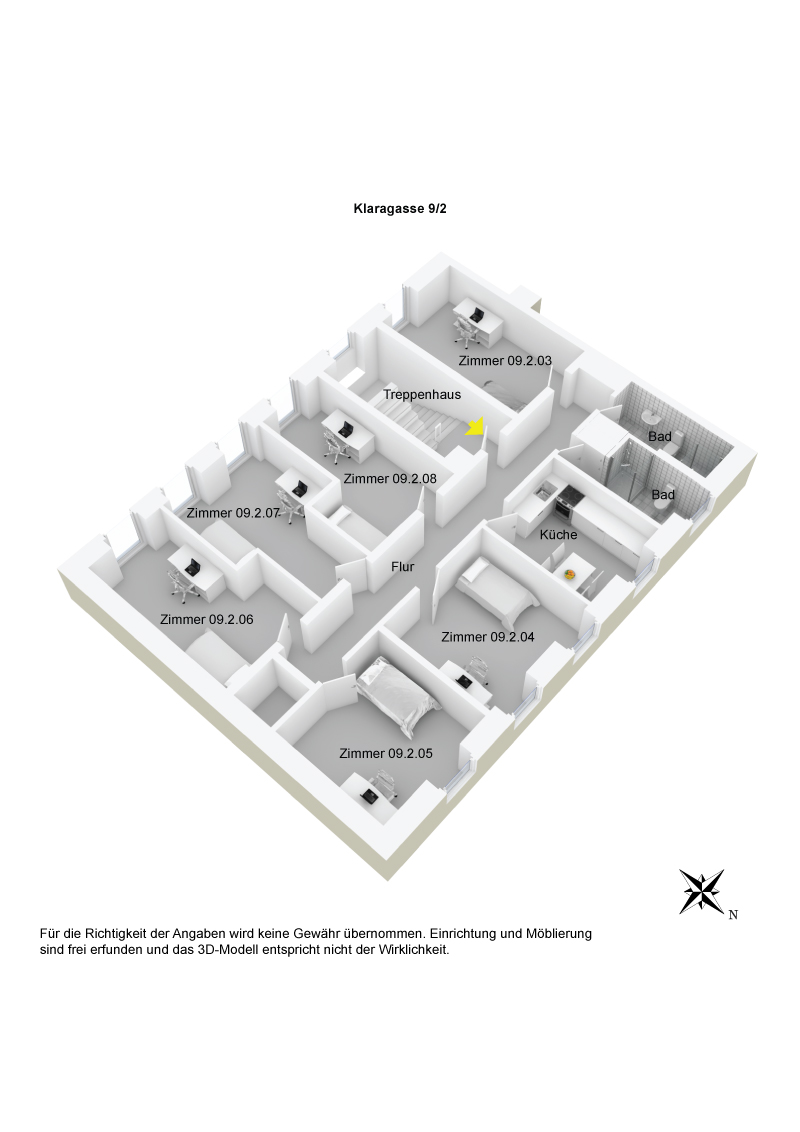 Klaragasse 9/2
Zimmer 09.2.03
Treppenhaus
Bad
Zimmer 09.2.08
Bad
Zimmer 09.2.07
Küche
Flur
Zimmer 09.2.06
Zimmer 09.2.04
Zimmer 09.2.05
N
Für die Richtigkeit der Angaben wird keine Gewähr übernommen. Einrichtung und Möblierung
sind frei erfunden und das 3D-Modell entspricht nicht der Wirklichkeit.